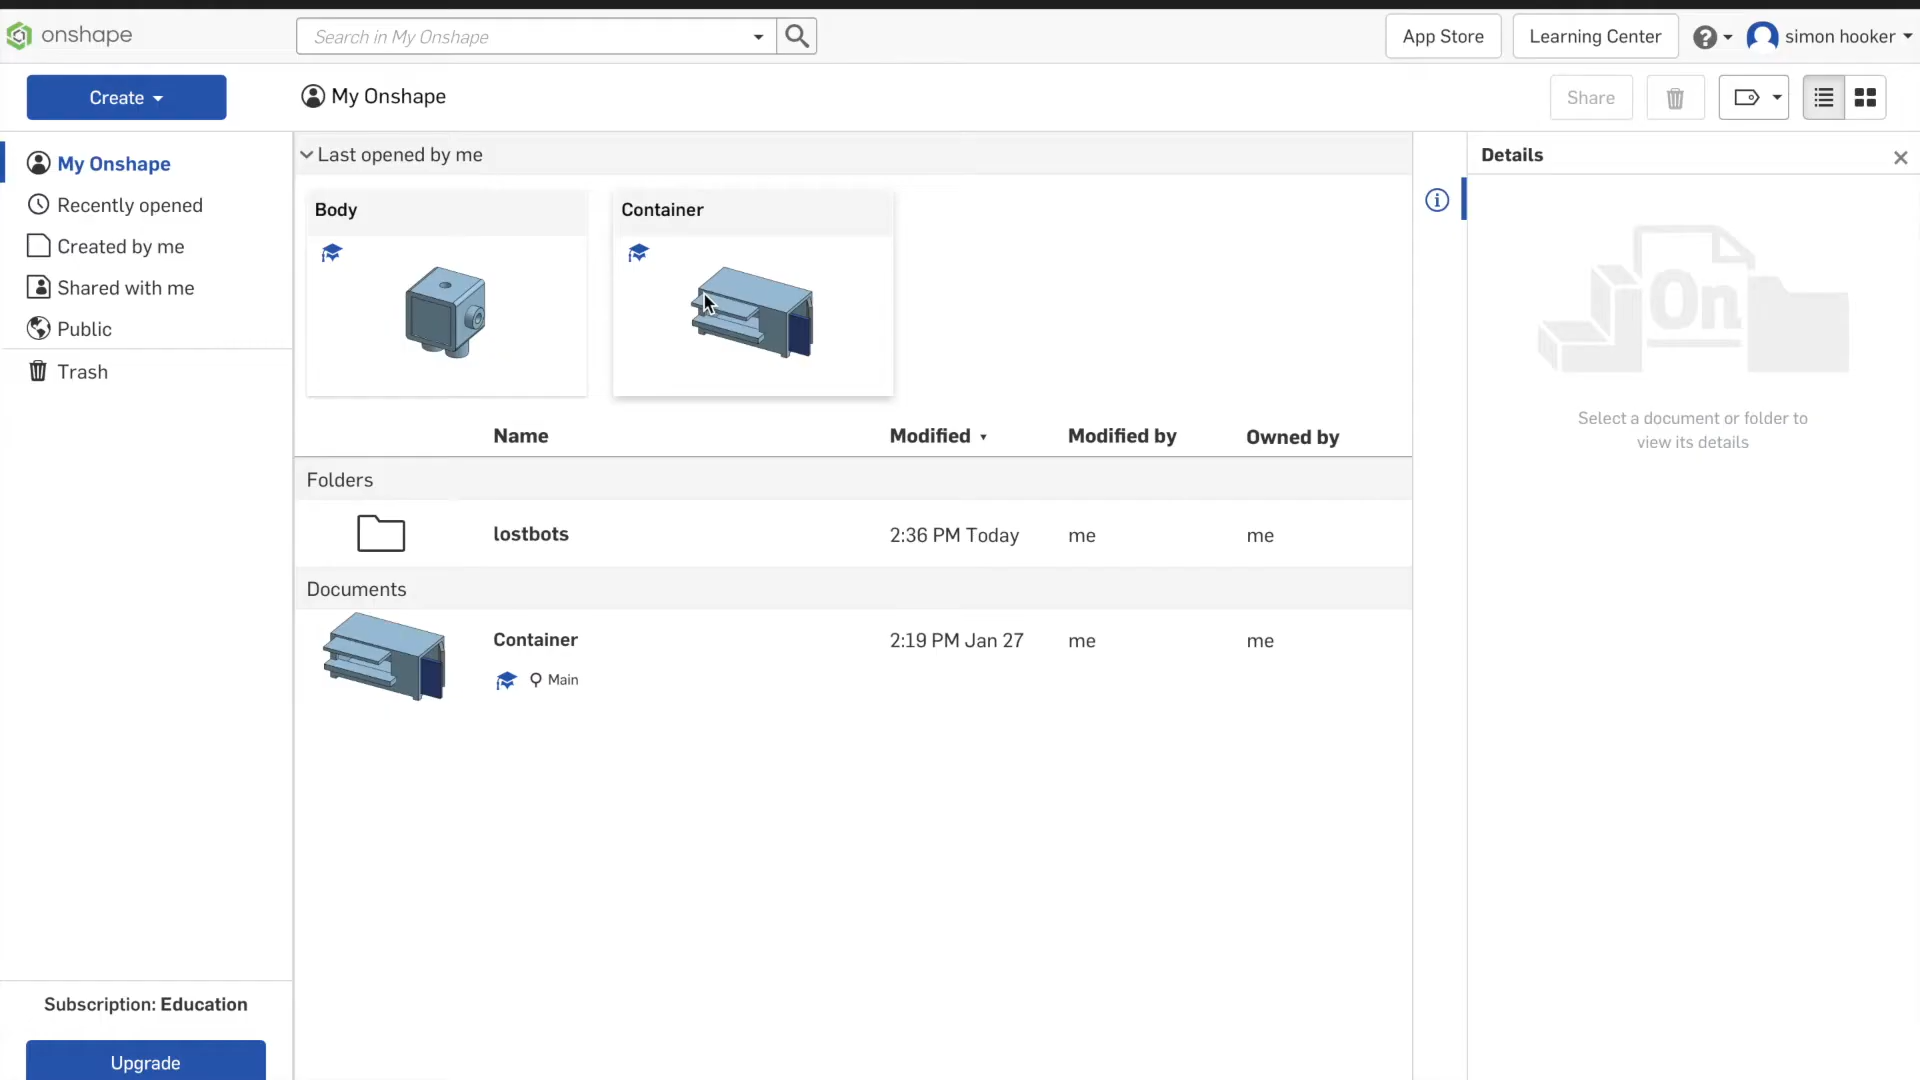 onshape
Search in My Onshape
App Store
Learning Center
simon hooker
Create
My Onshape
Share
My Onshape
Recently opened
Created by me
Shared with me
Public
Trash
Last opened by me
Body
Container
Name
Modified
Modified by
Owned by
Folders
lostbots
2:36 PM Today
me
me
Documents
Container
2:19 PM Jan 27
me
me
Main
Details
On
Select a document or folder to
view its details
Subscription: Education
Upgrade